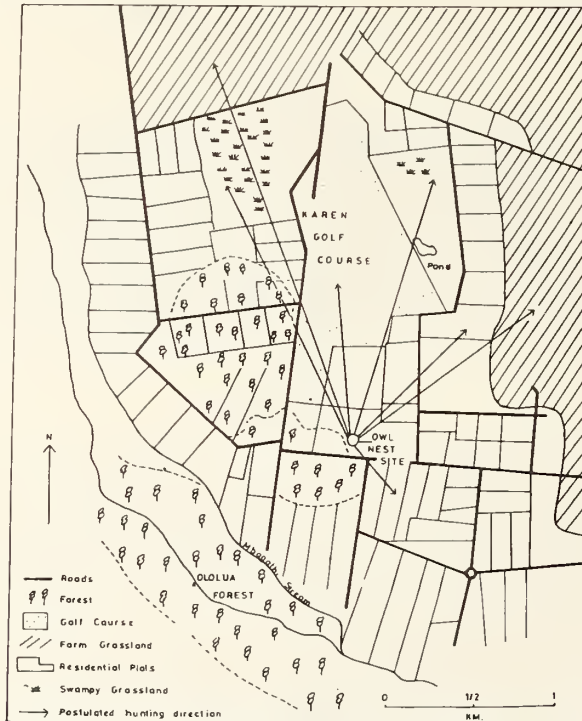 KAREN
GOLF
COURSE
Pond
OWL
NEST
SITE
N
Mbagathi Stream
OLOLUA
FOREST
Roads
Forest
Golf Course
Farm Grassland
Residential Plots
Swampy Grassland
Postulated hunting direction
0 1/2 1
KM.